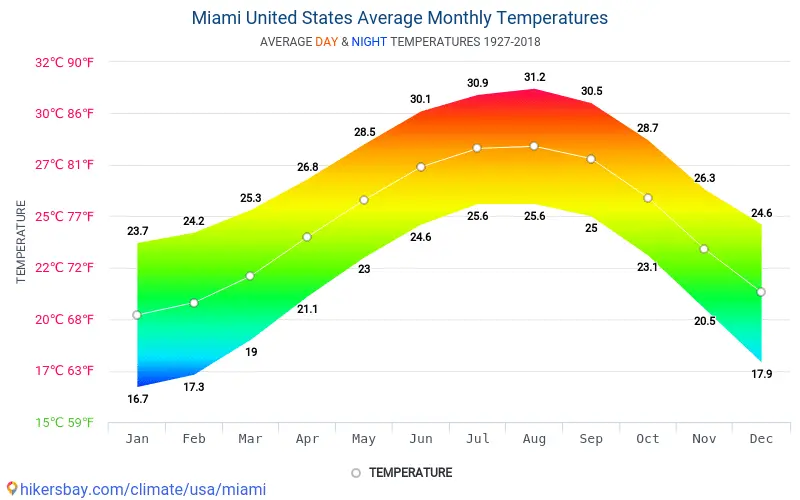 Miami United States Average Monthly Temperatures
AVERAGE DAY & NIGHT TEMPERATURES 1927-2018
TEMPERATURE
32℃ 90℉
30℃ 86℉
27℃ 81℉
25℃ 77℉
22℃ 72℉
20℃ 68℉
17℃ 63℉
15℃ 59℉
23.7 24.2 25.3 26.8 28.5 30.1 30.9 31.2 30.5 28.7 26.3 24.6
16.7 17.3 19 21.1 23 24.6 25.6 25.6 25 23.1 20.5 17.9
Jan Feb Mar Apr May Jun Jul Aug Sep Oct Nov Dec
TEMPERATURE
hikersbay.com/climate/usa/miami